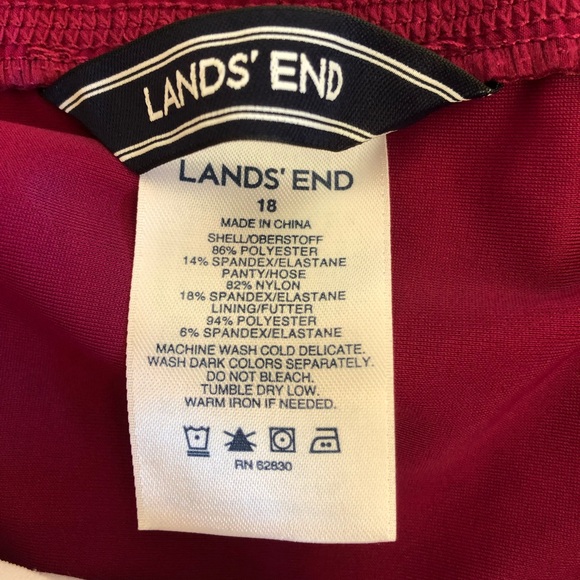 LANDS' END
LANDS' END
18
MADE IN CHINA
SHELL/OBERSTOFF
86% POLYESTER
14% SPANDEX/ELASTANE
PANTY/HOSE
82% NYLON
18% SPANDEX/ELASTANE
LINING/FUTTER
94% POLYESTER
6% SPANDEX/ELASTANE
MACHINE WASH COLD DELICATE.
WASH DARK COLORS SEPARATELY.
DO NOT BLEACH.
TUMBLE DRY LOW.
WARM IRON IF NEEDED.
RN 62830